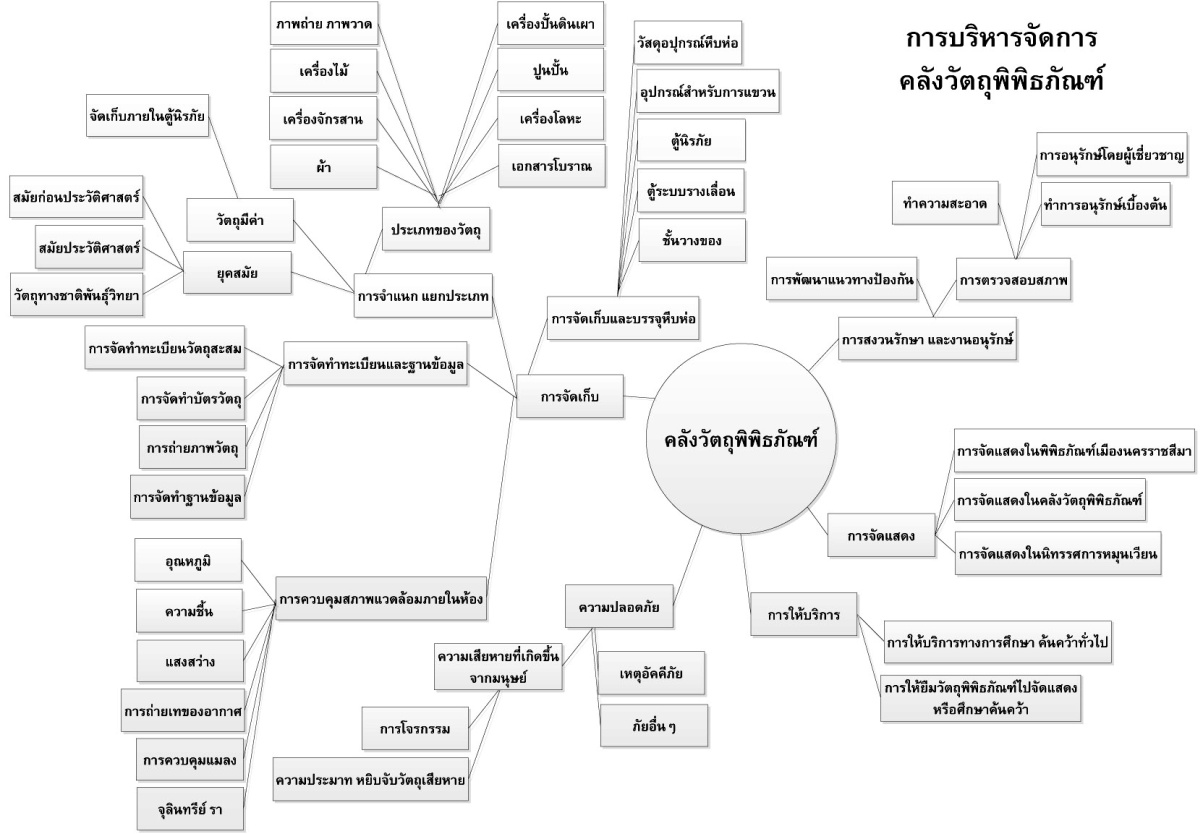 การบริหารจัดการ
คลังวัตถุพิพิธภัณฑ์
ภาพถ่าย ภาพวาด
เครื่องไม้
เครื่องจักรสาน
ผ้า
เครื่องปั้นดินเผา
ปูนปั้น
เครื่องโลหะ
เอกสารโบราณ
ประเภทของวัตถุ
จัดเก็บภายในตู้นิรภัย
วัตถุมีค่า
สมัยก่อนประวัติศาสตร์
สมัยประวัติศาสตร์
วัตถุทางชาติพันธุ์วิทยา
ยุคสมัย
การจำแนก แยกประเภท
วัสดุอปุกรณ์หีบห่อ
อุปกรณ์สำหรับการแขวน
ตู้นิรภัย
ตู้ระบบรางเลื่อน
ชั้นวางของ
การจัดเก็บและบรรจุหีบห่อ
การจัดทำทะเบียนวัตถุสะสม
การจัดทำบัตรวัตถุ
การถ่ายภาพวัตถุ
การจัดทำฐานข้อมูล
การจัดทำทะเบียนและฐานข้อมูล
การจัดเก็บ
คลังวัตถุพิพิธภัณฑ์
การอนุรักษ์โดยผู้เชี่ยวชาญ
ทำความสะอาด
ทำการอนุรักษ์เบื้องต้น
การพัฒนาแนวทางป้องกัน
การตรวจสอบสภาพ
การสงวนรักษา และงานอนุรักษ์
การจัดแสดงในพิพิธภัณฑ์เมืองนครราชสีมา
การจัดแสดงในคลังวัตถุพิพิธภัณฑ์
การจัดแสดง
การจัดแสดงในนิทรรศการหมุนเวียน
การให้บริการ
การให้บริการทางการศึกษา ค้นคว้าทั่วไป
การให้ยืมวัตถุพิพิธภัณฑ์ไปจัดแสดง
หรือศึกษาค้นคว้า
ความปลอดภัย
ความเสียหายที่เกิดขึ้น
จากมนุษย์
เหตุอัคคีภัย
ภัยอื่น ๆ
การโจรกรรม
ความประมาท หยิบจับวัตถุเสียหาย
การควบคุมสภาพแวดล้อมภายในห้อง
อุณหภูมิ
ความชื้น
แสงสว่าง
การถ่ายเทของอากาศ
การควบคุมแมลง
จุลินทรีย์ รา